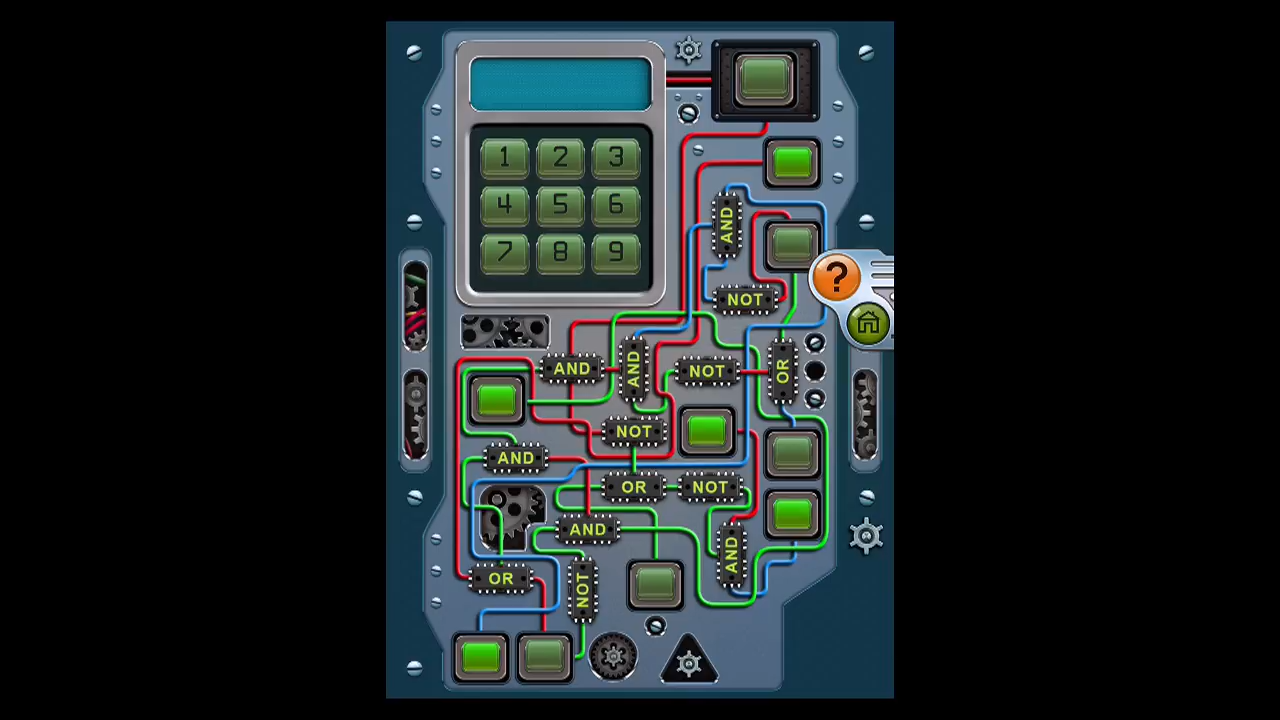 1 2 3
4 5 6
7 8 9
AND
NOT
?
AND
AND
NOT
OR
NOT
AND
OR
NOT
AND
AND
OR
NOT